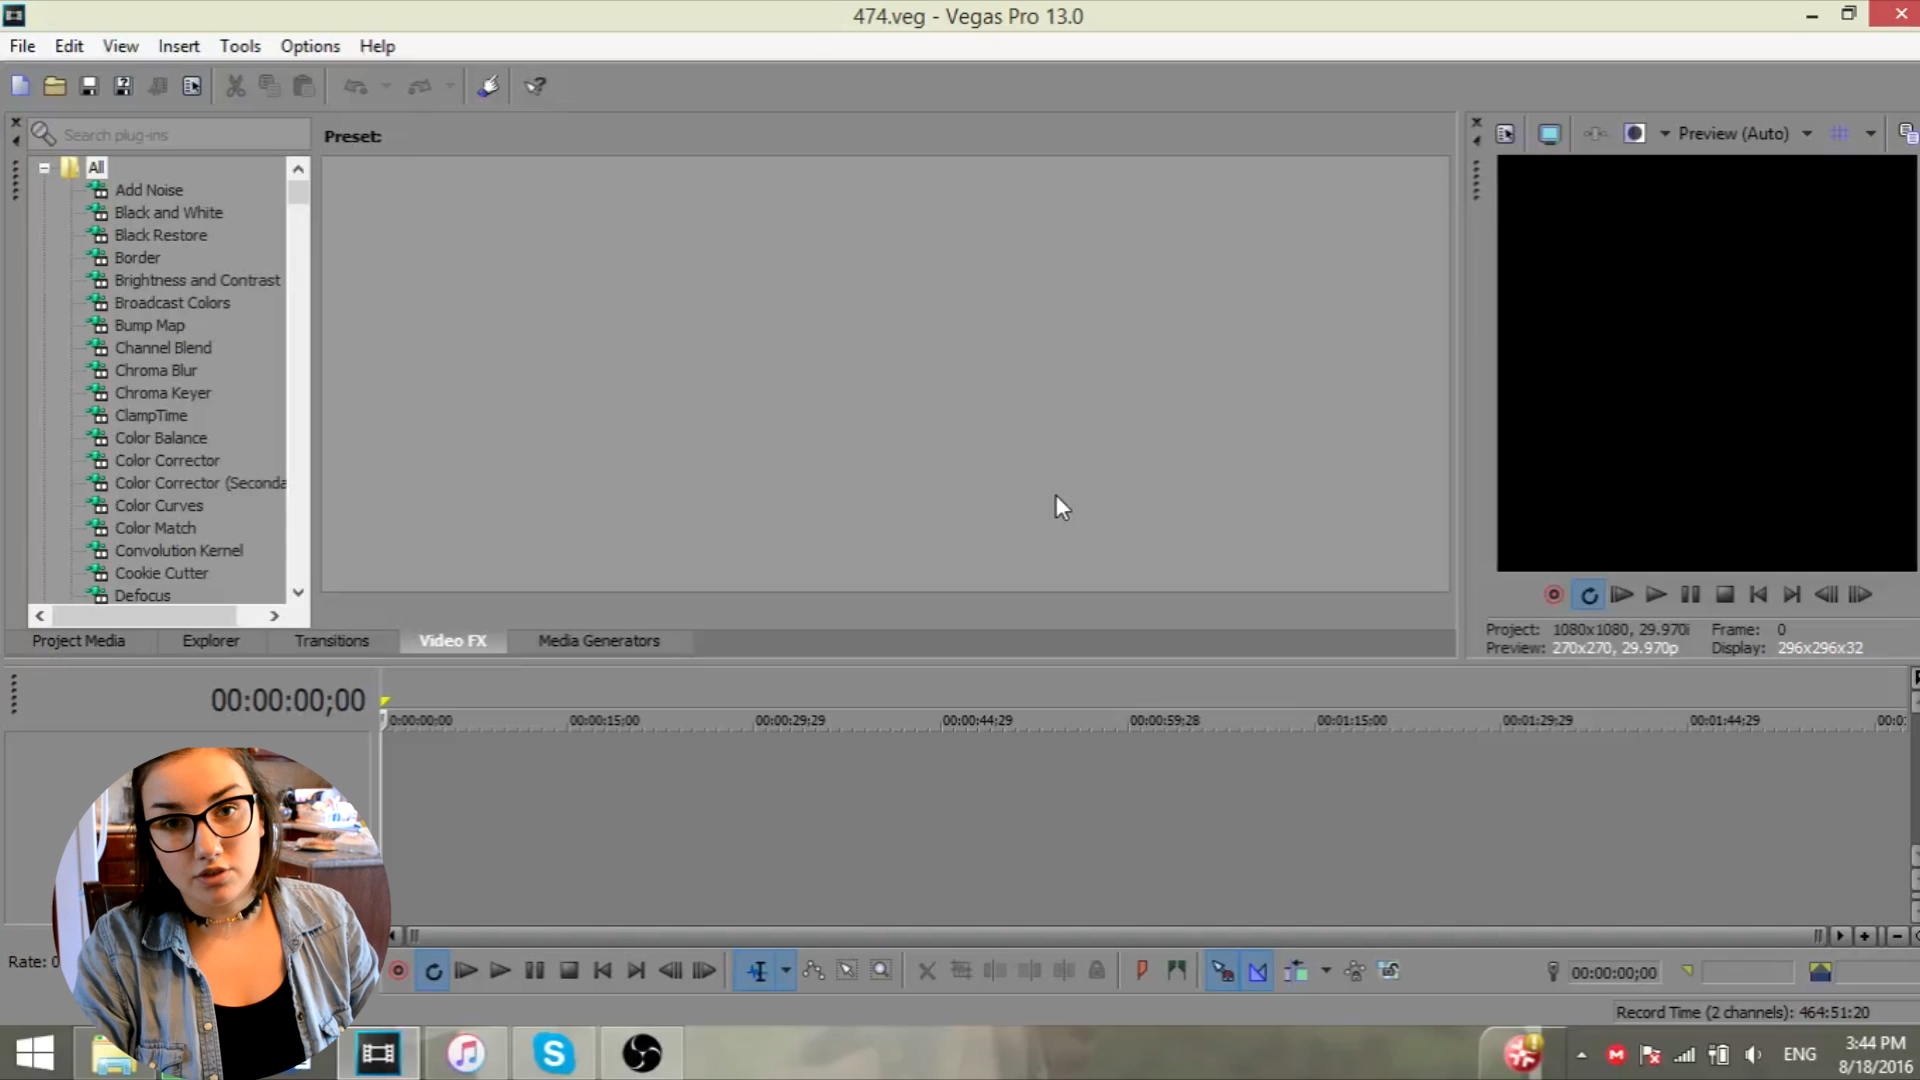 474.veg - Vegas Pro 13.0
File Edit View Insert Tools Options Help
Search plug-ins
Preset:
Preview (Auto)
All
Add Noise
Black and White
Black Restore
Border
Brightness and Contrast
Broadcast Colors
Bump Map
Channel Blend
Chroma Blur
Chroma Keyer
ClampTime
Color Balance
Color Corrector
Color Corrector (Seconda
Color Curves
Color Match
Convolution Kernel
Cookie Cutter
Defocus
Project Media Explorer Transitions Video FX Media Generators
Project: 1080x1080, 29.970i Frame: 0
Preview: 270x270, 29.970p Display: 296x296x32
00:00:00;00
0:00:00;00 00:00:15;00 00:00:29;29 00:00:44;29 00:00:59;28 00:01:15:00 00:01:29;29 00:01:44;29 00:0
Rate: 0
00:00:00;00
Record Time (2 channels): 464:51:20
ENG
3:44 PM
8/18/2016